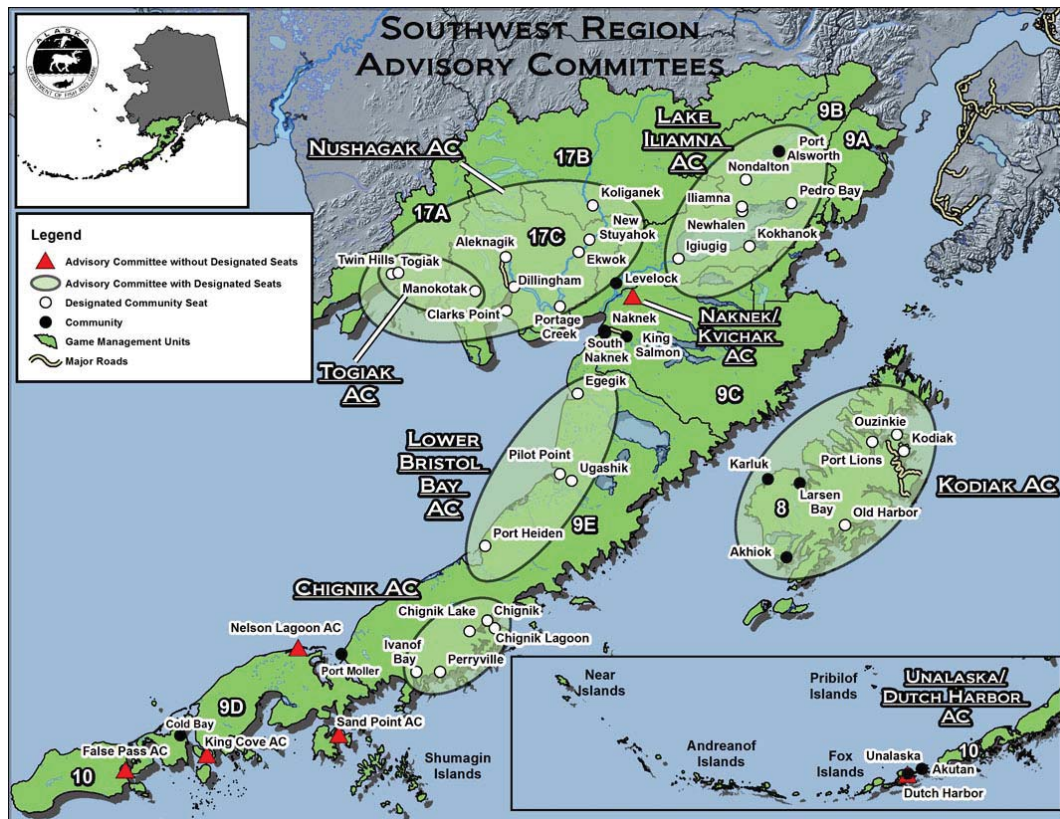 SOUTHWEST REGION
ADVISORY COMMITTEES
ALASKA
DEPARTMENT OF FISH AND GAME
Legend
Advisory Committee without Designated Seats
Advisory Committee with Designated Seats
Designated Community Seat
Community
Game Management Units
Major Roads
NUSHAGAK AC
LAKE
ILIAMNA
AC
17B
9B
9A
Port
Alsworth
Nondalton
Koliganek
Iliamna
Pedro Bay
17A
New
Stuyahok
Newhalen
17C
Aleknagik
Igiugig
Kokhanok
Ekwok
Twin Hills
Togiak
Dillingham
Levelock
Manokotak
Clarks Point
Portage
Creek
Naknek
NAKNEK/
KVICHAK
AC
South
Naknek
King
Salmon
TOGIAK
AC
Egegik
9C
LOWER
BRISTOL
BAY
AC
Pilot Point
Ugashik
Ouzinkie
Kodiak
Port Lions
Karluk
KODIAK AC
Larsen
Bay
8
Old Harbor
Port Heiden
9E
Akhiok
CHIGNIK AC
Chignik Lake
Chignik
Nelson Lagoon AC
Chignik Lagoon
Ivanof
Bay
Perryville
Port Moller
9D
Cold Bay
Sand Point AC
False Pass AC
King Cove AC
Shumagin
Islands
10
Near
Islands
Pribilof
Islands
UNALASKA/
DUTCH HARBOR
AC
Andreanof
Islands
Fox
Islands
Unalaska
10
Akutan
Dutch Harbor